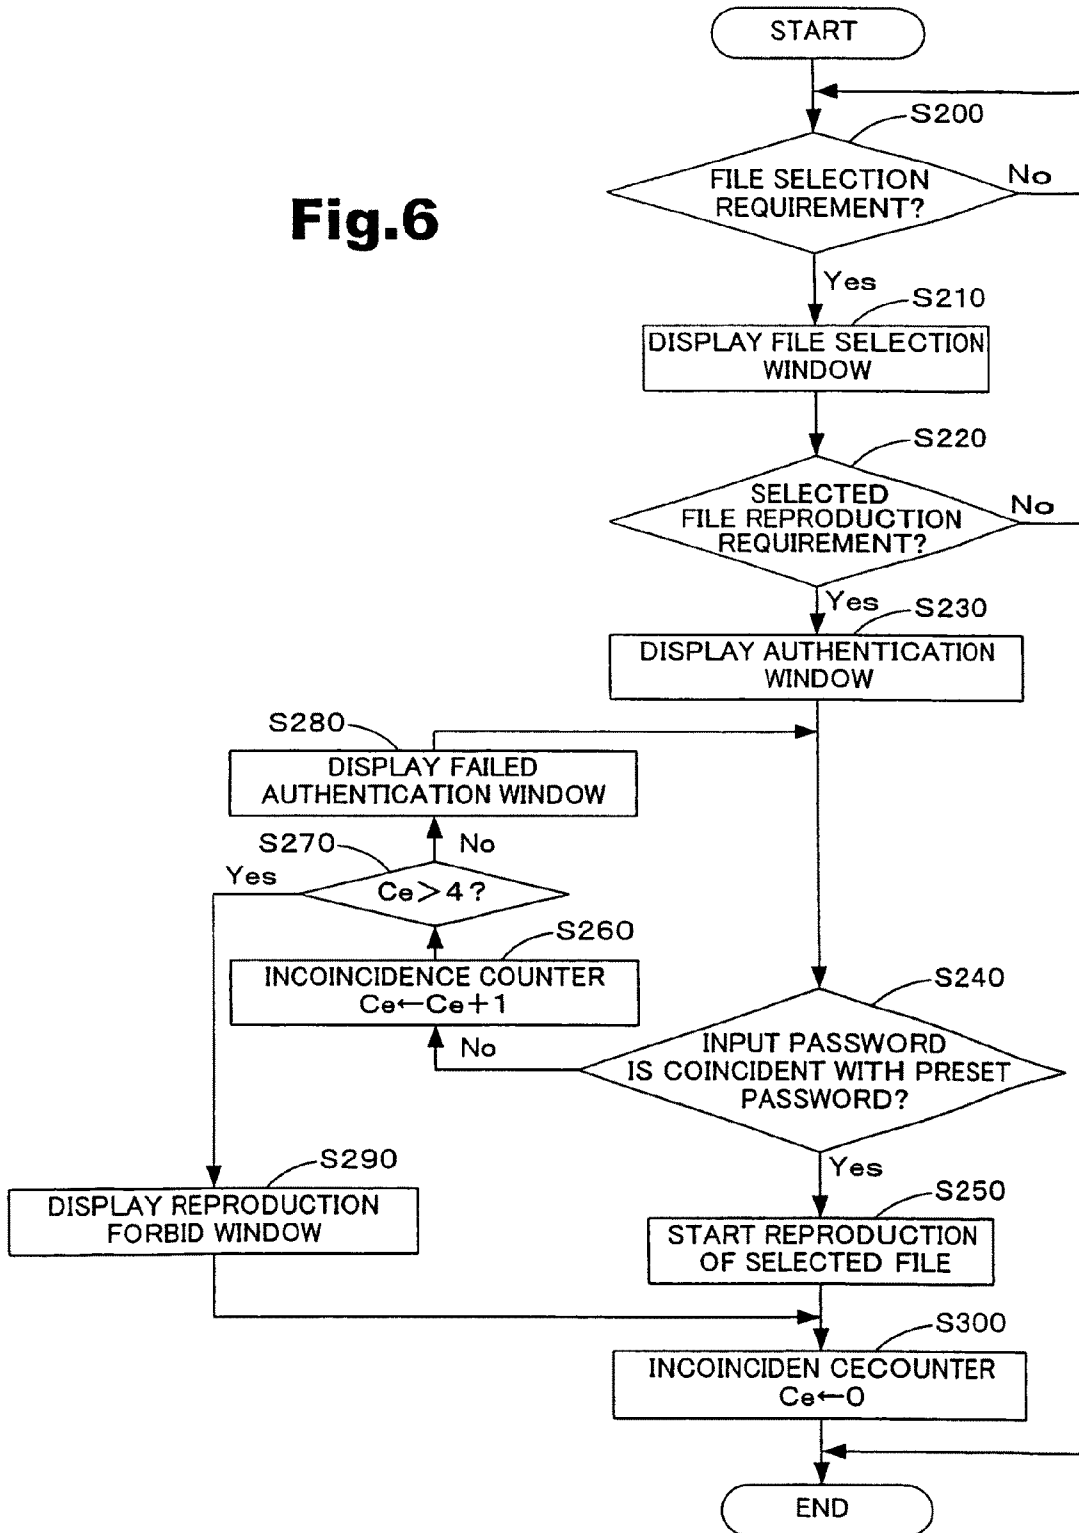 START
S200
FILE SELECTION
REQUIREMENT?
No
Fig.6
Yes
S210
DISPLAY FILE SELECTION
WINDOW
S220
SELECTED
FILE REPRODUCTION
REQUIREMENT?
No
Yes
S230
DISPLAY AUTHENTICATION
WINDOW
S280
DISPLAY FAILED
AUTHENTICATION WINDOW
S270
No
Yes
Ce>4?
S260
INCOINCIDENCE COUNTER
Ce←Ce+1
S240
INPUT PASSWORD
IS COINCIDENT WITH PRESET
PASSWORD?
No
Yes
S290
DISPLAY REPRODUCTION
FORBID WINDOW
S250
START REPRODUCTION
OF SELECTED FILE
S300
INCOINCIDEN CECOUNTER
Ce←0
END